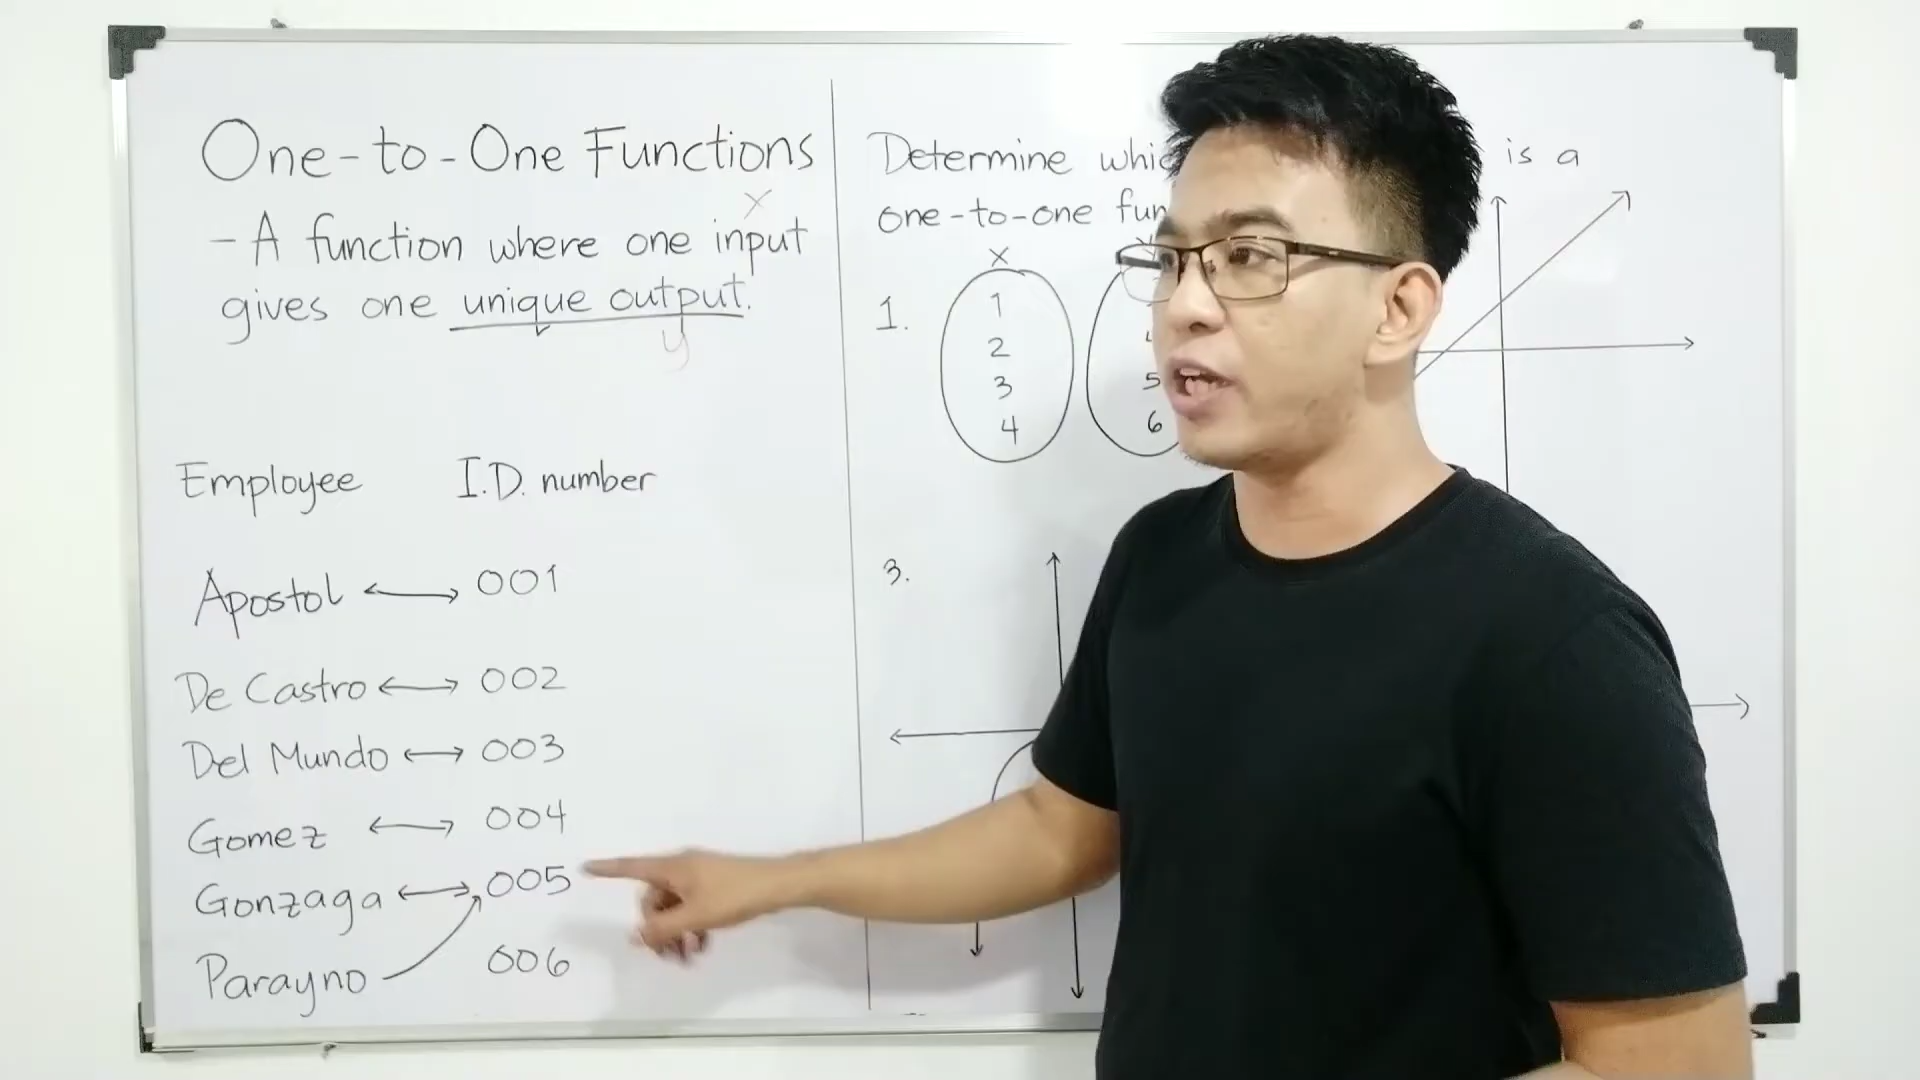 One-to-One Functions
x
- A function where one input
gives one unique output.
y
Employee I.D. number
Apostol 001
De Castro 002
Del Mundo 003
Gomez 004
Gonzaga 005
Parayno 006
Determine is a
one-to-one
x
1.
1
2
3
4
5
6
3.